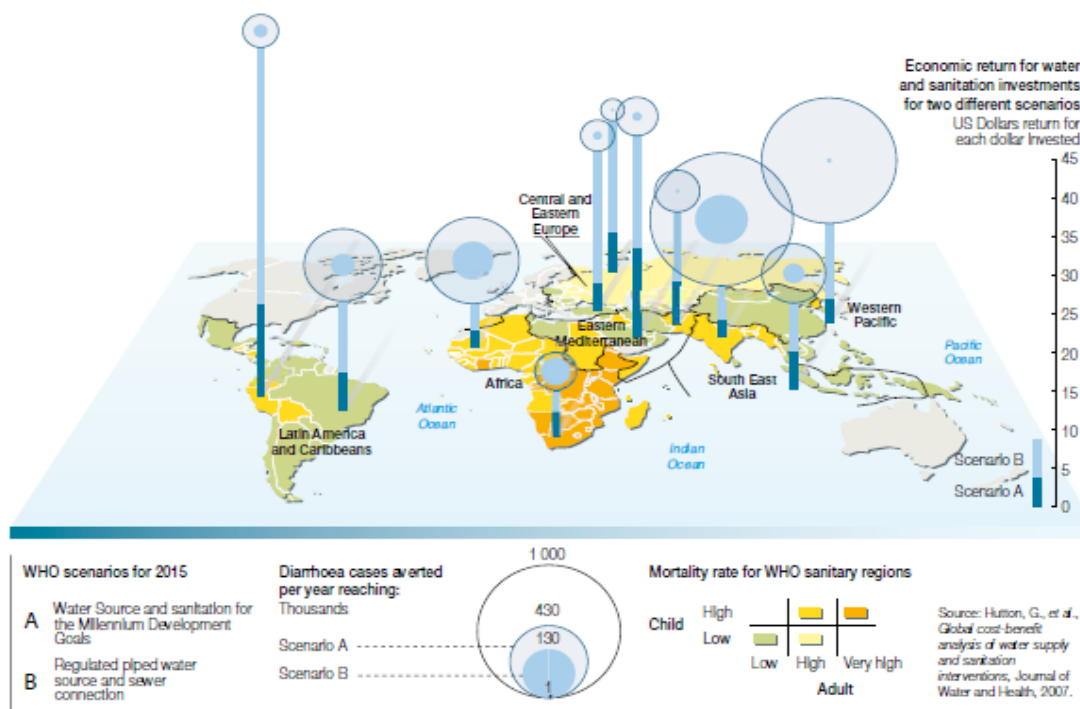 Economic return for water
and sanitation investments
for two different scenarios
US Dollars return for
each dollar Invested
45
40
35
30
25
20
15
10
5
0
Scenario B
Scenario A
Central and
Eastern
Europe
Eastern
Mediterranean
Western
Pacific
Pacific
Ocean
Africa
South East
Asia
Atlantic
Ocean
Indian
Ocean
Latin America
and Caribbeans
WHO scenarios for 2015
A
Water Source and sanitation for
the Millennium Development
Goals
B
Regulated piped water
source and sewer
connection
Diarrhoea cases averted
per year reaching:
Thousands
Scenario A
Scenario B
1 000
430
130
1
Mortality rate for WHO sanitary regions
Child
High
Low
Low
High
Very high
Adult
Source: Hutton, G., et al.,
Global cost-benefit
analysis of water supply
and sanitation
interventions, Journal of
Water and Health, 2007.